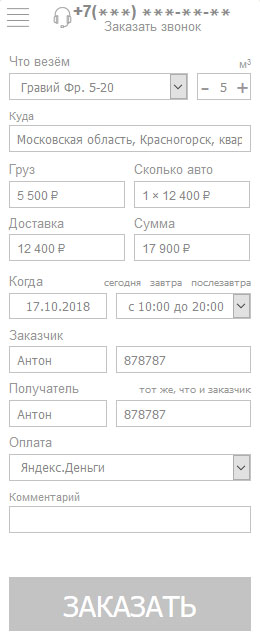 +7(***) ***-**-**
Заказать звонок
Что везём
м³
Гравий Фр. 5-20
– 5 +
Куда
Московская область, Красногорск, квар
Груз Сколько авто
5 500 ₽ 1 × 12 400 ₽
Доставка Сумма
12 400 ₽ 17 900 ₽
Когда сегодня завтра послезавтра
17.10.2018 с 10:00 до 20:00
Заказчик
Антон 878787
Получатель тот же, что и заказчик
Антон 878787
Оплата
Яндекс.Деньги
Комментарий
ЗАКАЗАТЬ